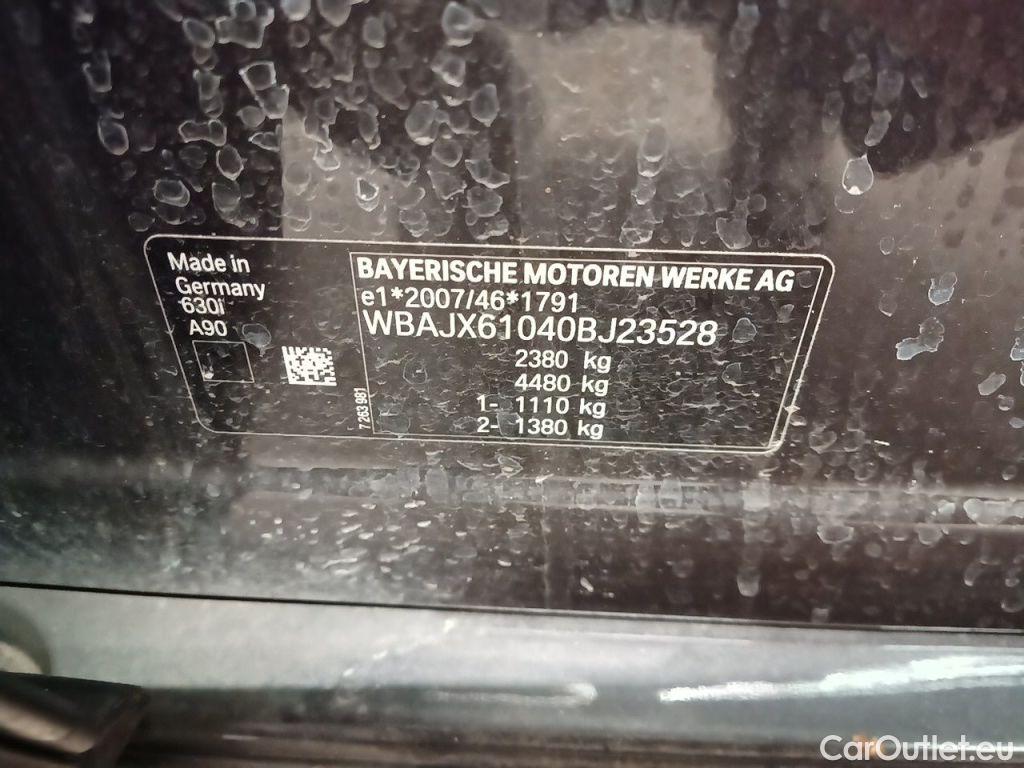 Made in
Germany
630i
A90
BAYERISCHE MOTOREN WERKE AG
e1*2007/46*1791
WBAJX61040BJ23528
2380 kg
4480 kg
1- 1110 kg
2- 1380 kg
7 263 981
CarOutlet.eu